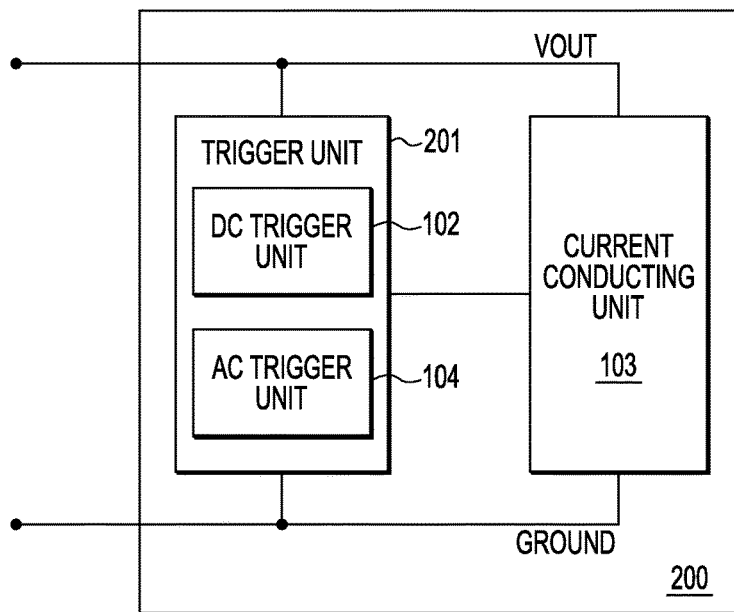 VOUT
TRIGGER UNIT
201
DC TRIGGER
UNIT
102
AC TRIGGER
UNIT
104
CURRENT
CONDUCTING
UNIT
103
GROUND
200